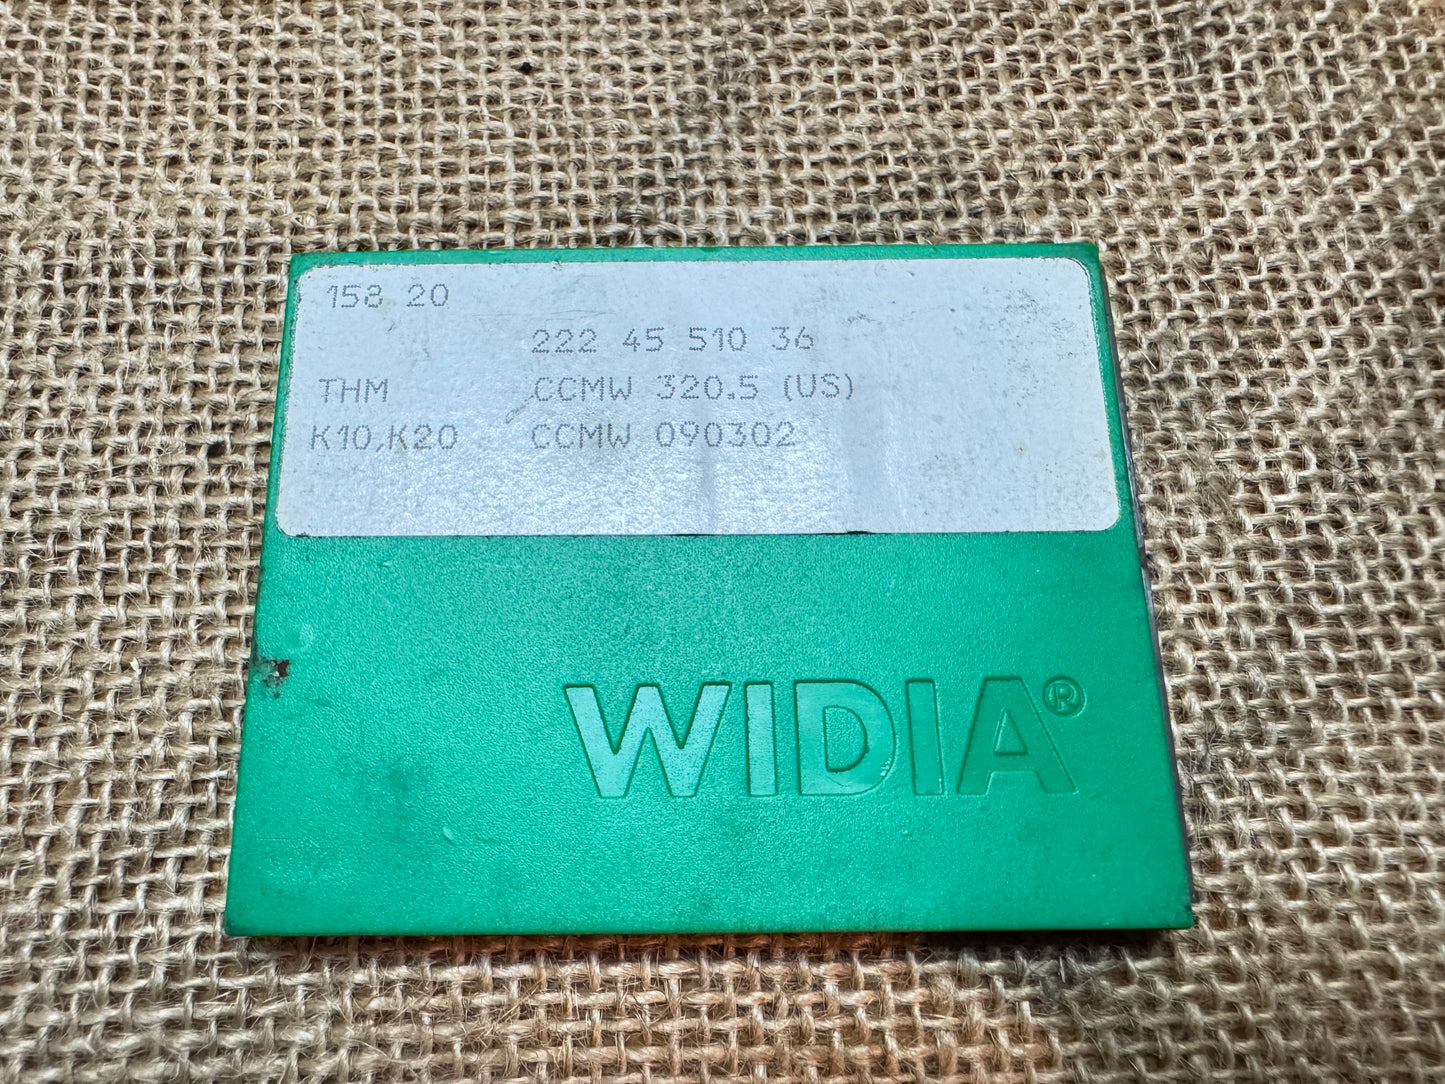 158 20
222 45 510 36
THM CCMW 320.5 (US)
K10,K20 CCMW 090302
WIDIA®